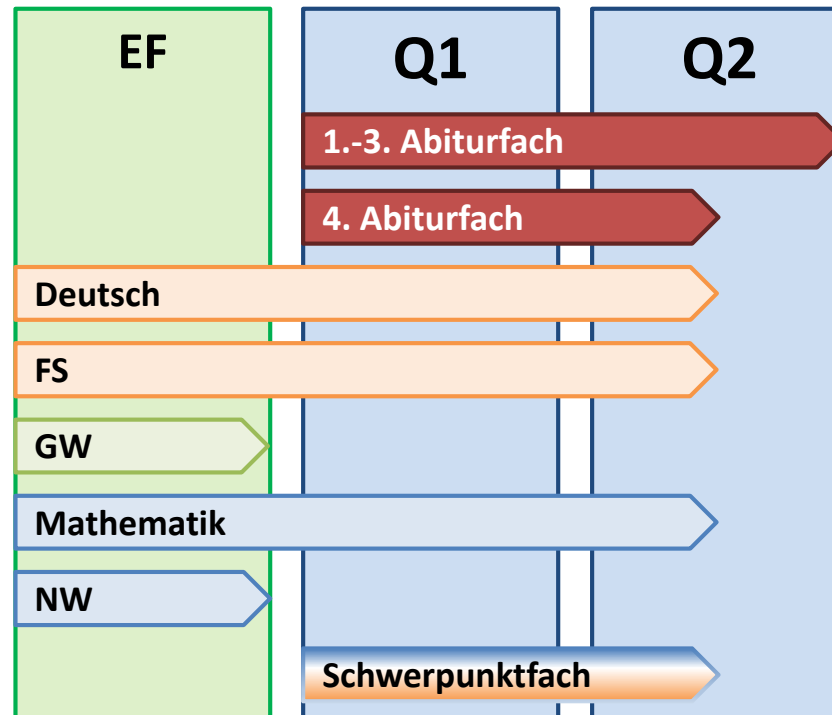 EF
Q1
Q2
1.-3. Abiturfach
4. Abiturfach
Deutsch
FS
GW
Mathematik
NW
Schwerpunktfach